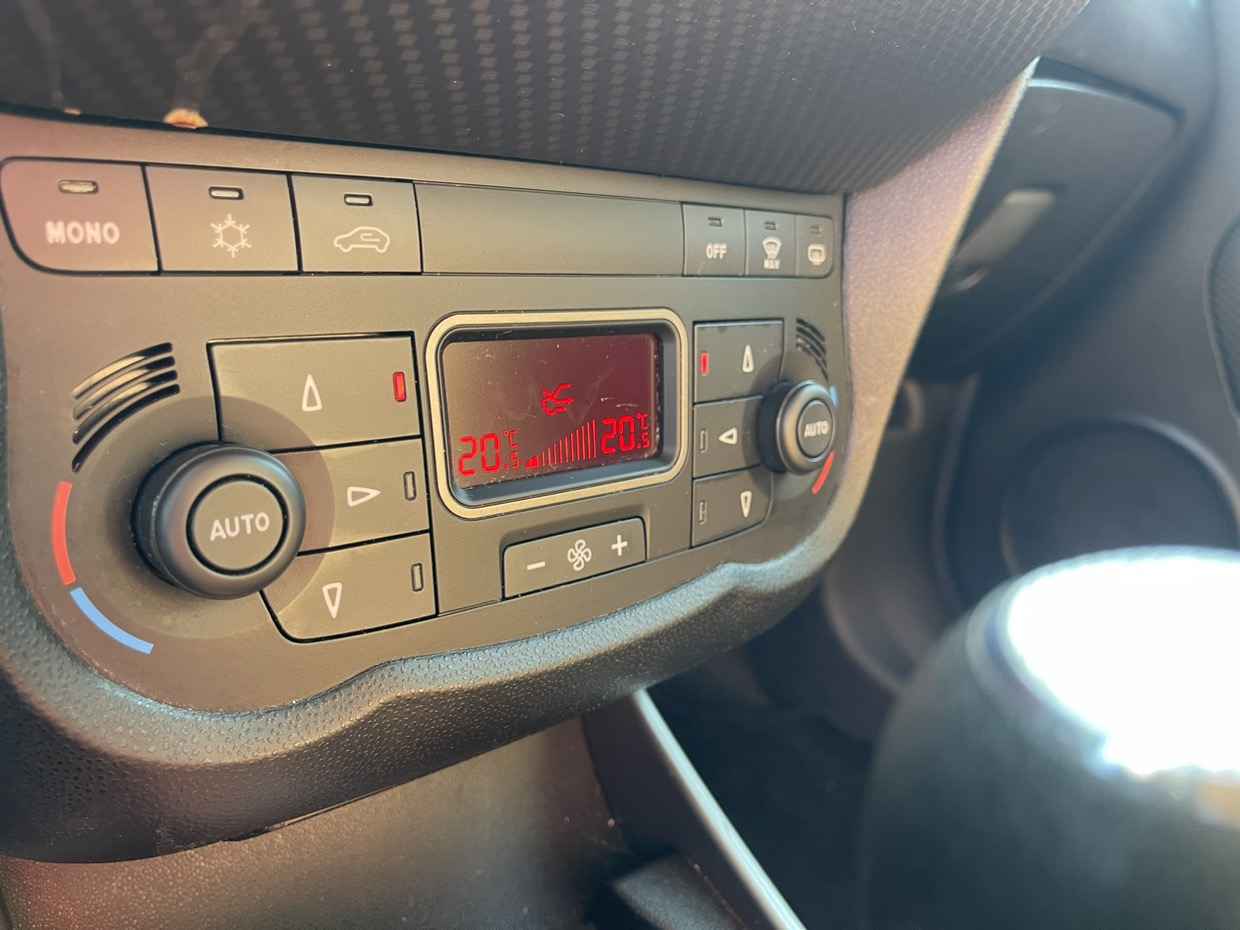 MONO
OFF
MAX
20.5°C
20.5°C
AUTO
AUTO
- +